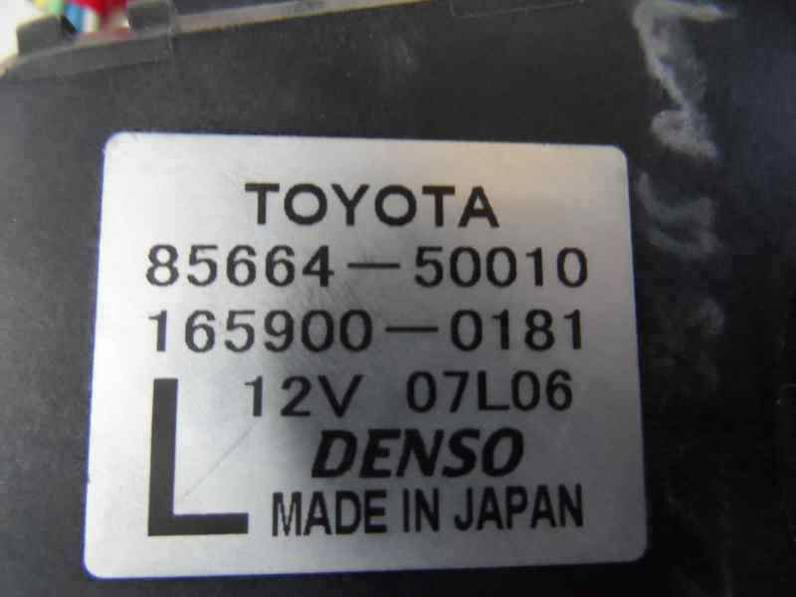 TOYOTA
85664-50010
165900-0181
12V 07L06
L
DENSO
MADE IN JAPAN